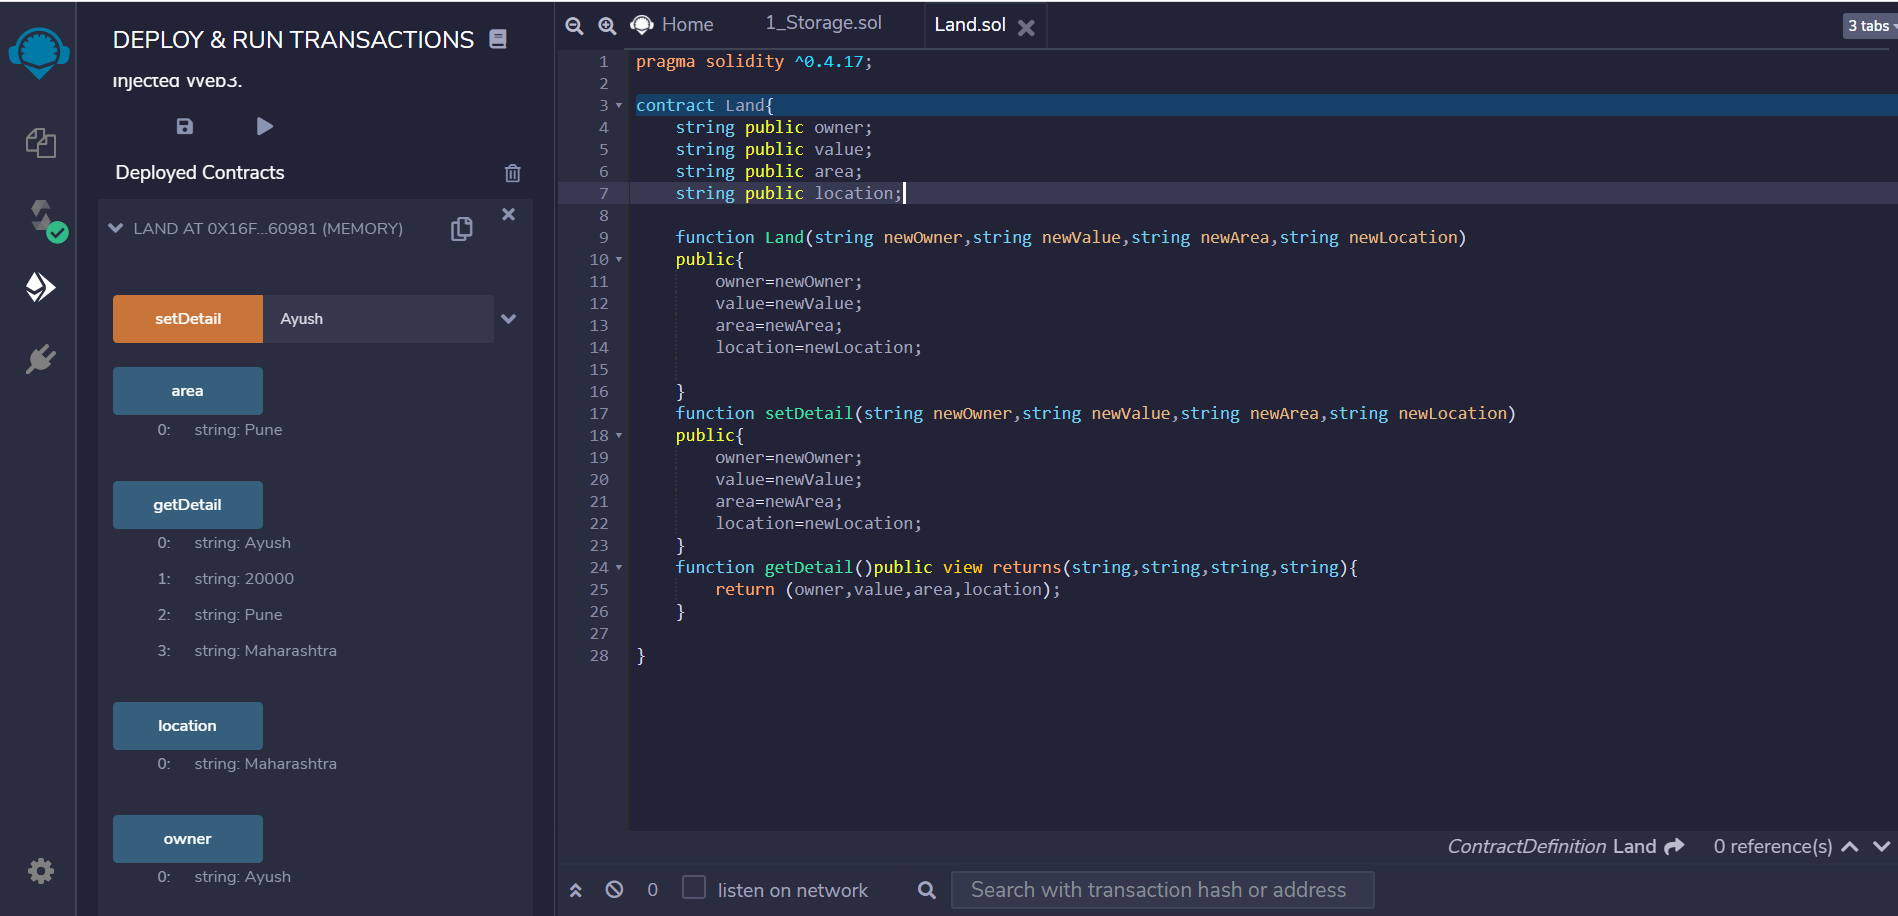 DEPLOY & RUN TRANSACTIONS
Injected Web3.
Deployed Contracts
LAND AT 0X16F...60981 (MEMORY)
setDetail Ayush
area
0: string: Pune
getDetail
0: string: Ayush
1: string: 20000
2: string: Pune
3: string: Maharashtra
location
0: string: Maharashtra
owner
0: string: Ayush
Home 1_Storage.sol Land.sol 3 tabs
1 pragma solidity ^0.4.17;
2
3 contract Land{
4 string public owner;
5 string public value;
6 string public area;
7 string public location;
8
9 function Land(string newOwner,string newValue,string newArea,string newLocation)
10 public{
11 owner=newOwner;
12 value=newValue;
13 area=newArea;
14 location=newLocation;
15
16 }
17 function setDetail(string newOwner,string newValue,string newArea,string newLocation)
18 public{
19 owner=newOwner;
20 value=newValue;
21 area=newArea;
22 location=newLocation;
23 }
24 function getDetail()public view returns(string,string,string,string){
25 return (owner,value,area,location);
26 }
27
28 }
ContractDefinition Land 0 reference(s)
0 listen on network Search with transaction hash or address